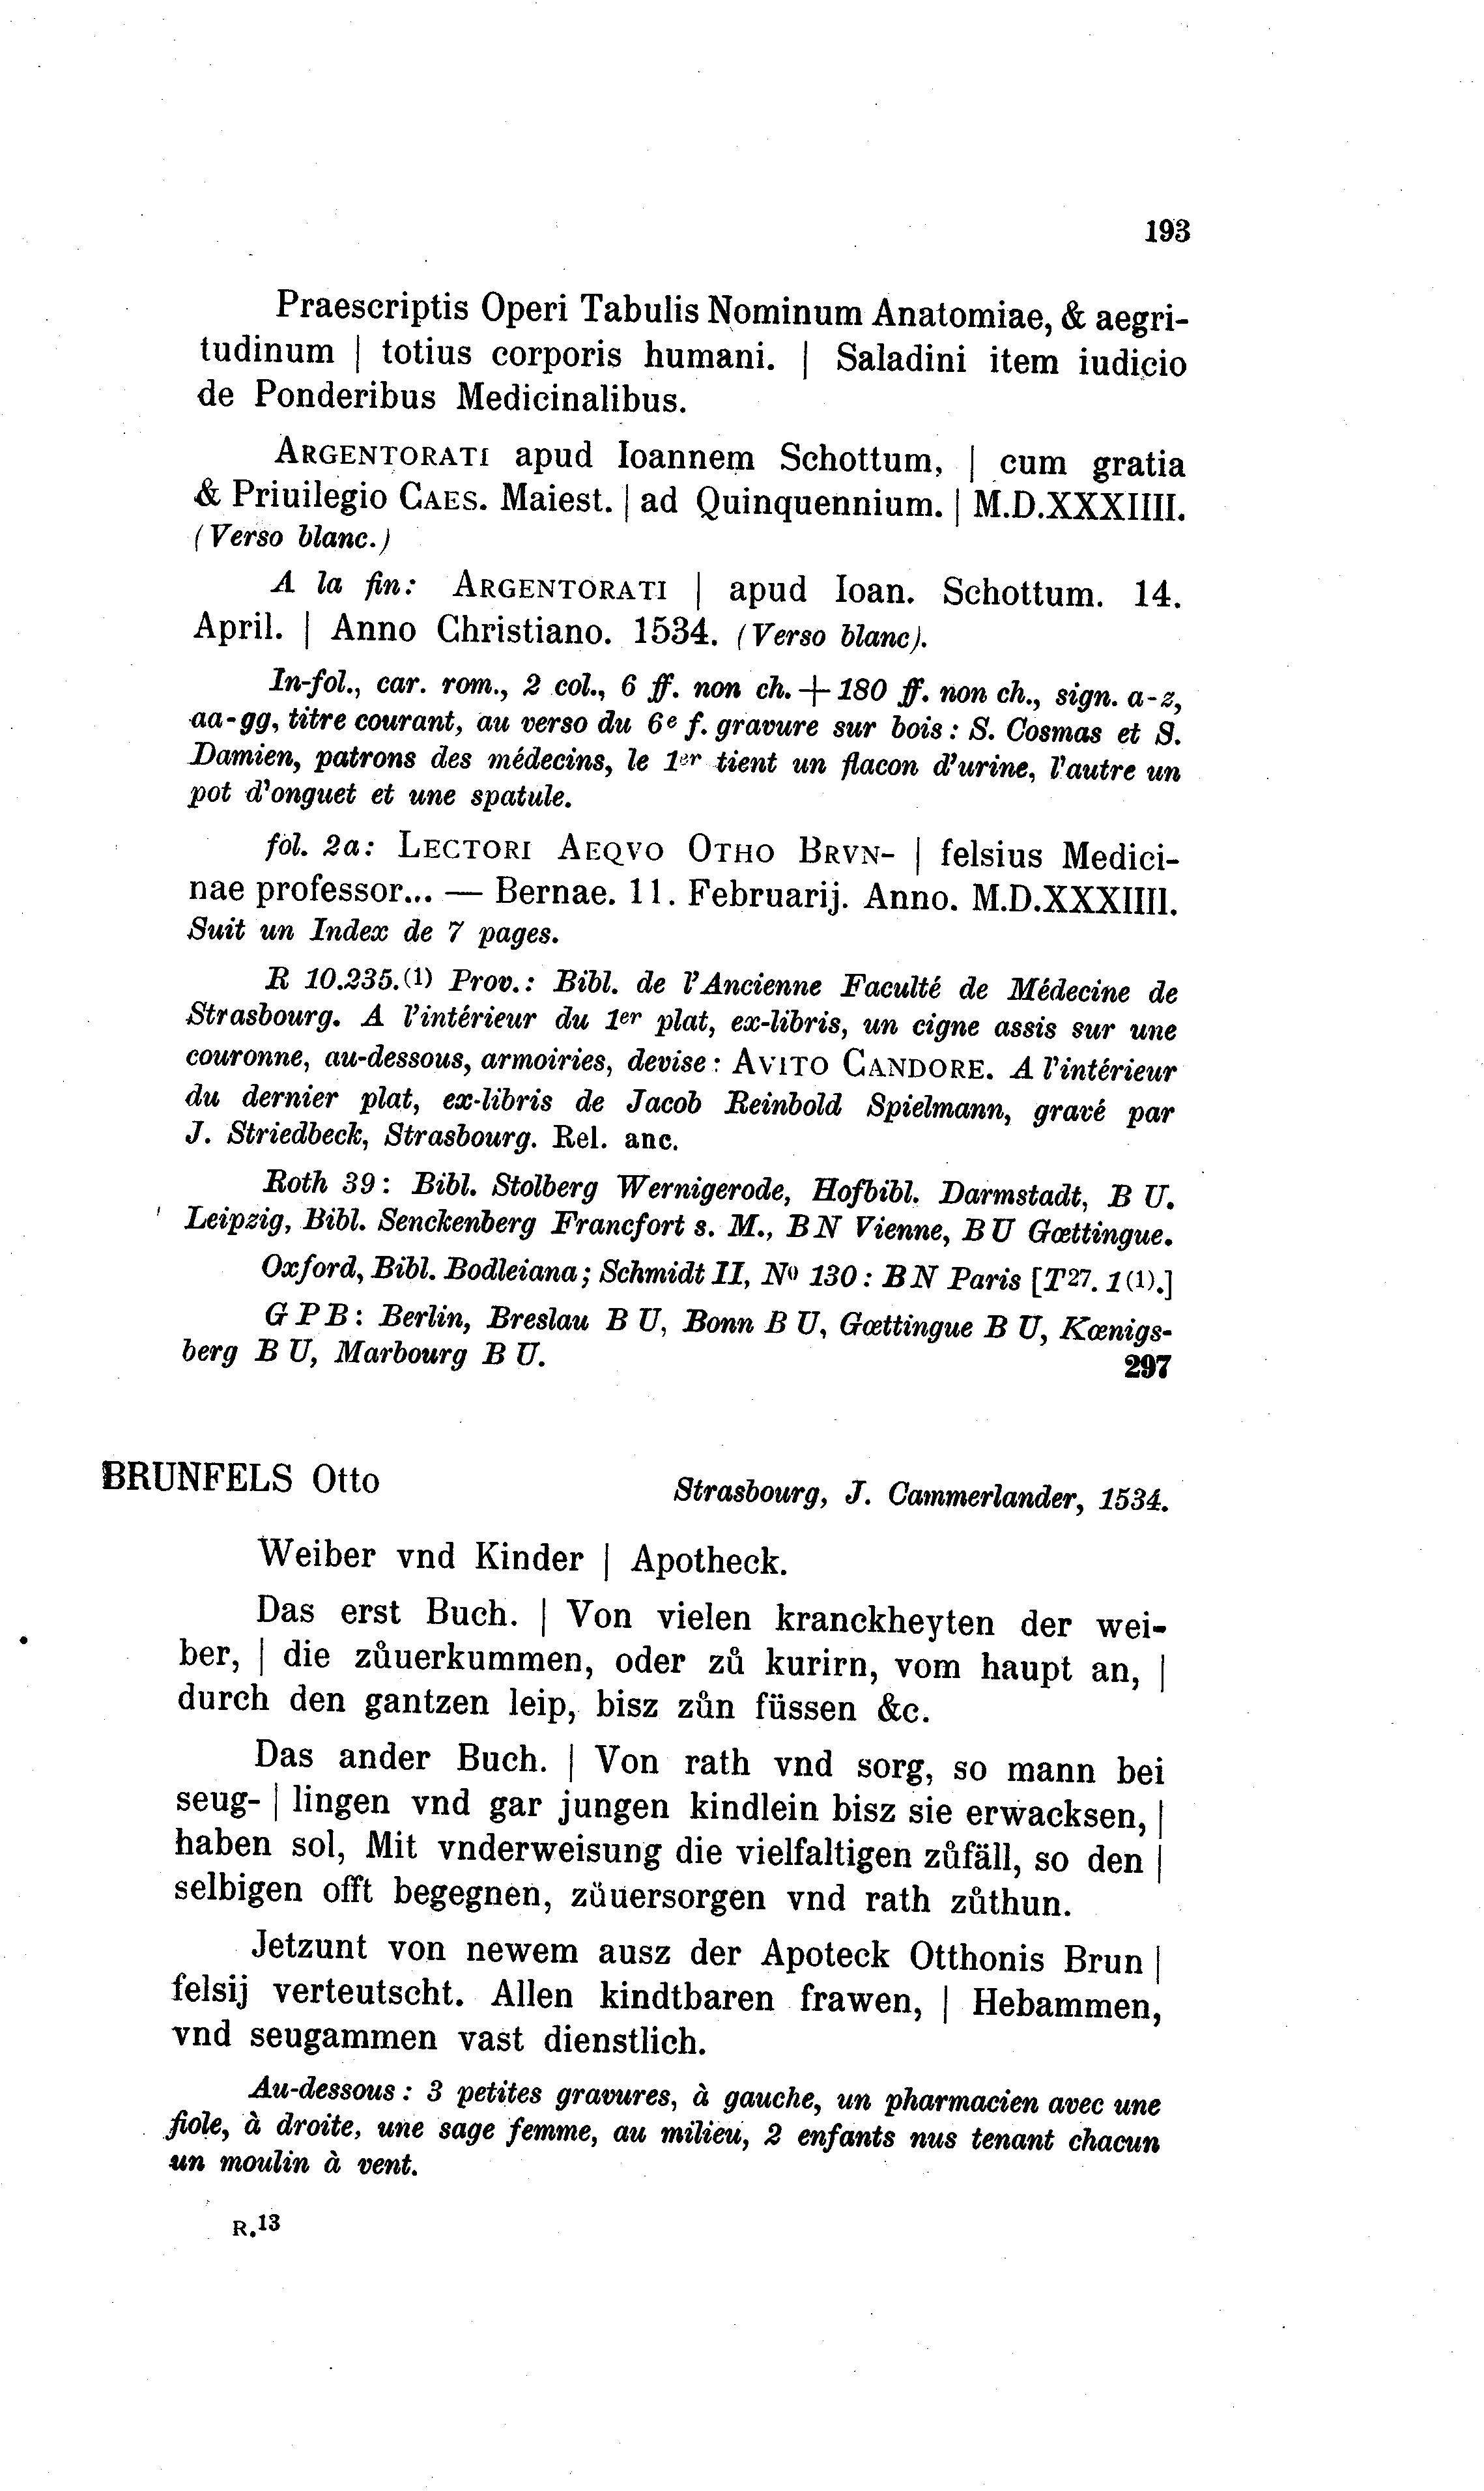 193
Praescriptis Operi Tabulis Nominum Anatomiae, & aegri-
tudinum | totius corporis humani. | Saladini item iudicio
de Ponderibus Medicinalibus.
ARGENTORATI apud Ioannem Schottum, | cum gratia
& Priuilegio CAES. Maiest. | ad Quinquennium. | M.D.XXXIIII.
(Verso blanc.)
A la fin: ARGENTORATI | apud Ioan. Schottum. 14.
April. | Anno Christiano. 1534. (Verso blanc).
In-fol., car. rom., 2 col., 6 ff. non ch. + 180 ff. non ch., sign. a-z,
aa-gg, titre courant, au verso du 6e f. gravure sur bois: S. Cosmas et S.
Damien, patrons des médecins, le 1er tient un flacon d'urine, l'autre un
pot d'onguet et une spatule.
fol. 2a: LECTORI AEQVO OTHO BRVN- | felsius Medici-
nae professor... — Bernae. 11. Februarij. Anno. M.D.XXXIIII.
Suit un Index de 7 pages.
R 10.235.(1) Prov.: Bibl. de l'Ancienne Faculté de Médecine de
Strasbourg. A l'intérieur du 1er plat, ex-libris, un cigne assis sur une
couronne, au-dessous, armoiries, devise: AVITO CANDORE. A l'intérieur
du dernier plat, ex-libris de Jacob Reinbold Spielmann, gravé par
J. Striedbeck, Strasbourg. Rel. anc.
Roth 39: Bibl. Stolberg Wernigerode, Hofbibl. Darmstadt, B U.
Leipzig, Bibl. Senckenberg Francfort s. M., B N Vienne, B U Gœttingue.
Oxford, Bibl. Bodleiana; Schmidt II, No 130: B N Paris [T27. 1(1).]
G P B: Berlin, Breslau B U, Bonn B U, Gœttingue B U, Kœnigs-
berg B U, Marbourg B U.
297
BRUNFELS Otto
Strasbourg, J. Cammerlander, 1534.
Weiber vnd Kinder | Apotheck.
Das erst Buch. | Von vielen kranckheyten der wei-
ber, | die zůuerkummen, oder zů kurirn, vom haupt an, |
durch den gantzen leip, bisz zůn füssen &c.
Das ander Buch. | Von rath vnd sorg, so mann bei
seug- | lingen vnd gar jungen kindlein bisz sie erwacksen, |
haben sol, Mit vnderweisung die vielfaltigen zůfäll, so den |
selbigen offt begegnen, züuersorgen vnd rath zůthun.
Jetzunt von newem ausz der Apoteck Otthonis Brun |
felsij verteutscht. Allen kindtbaren frawen, | Hebammen,
vnd seugammen vast dienstlich.
Au-dessous: 3 petites gravures, à gauche, un pharmacien avec une
fiole, à droite, une sage femme, au milieu, 2 enfants nus tenant chacun
un moulin à vent.
R.13